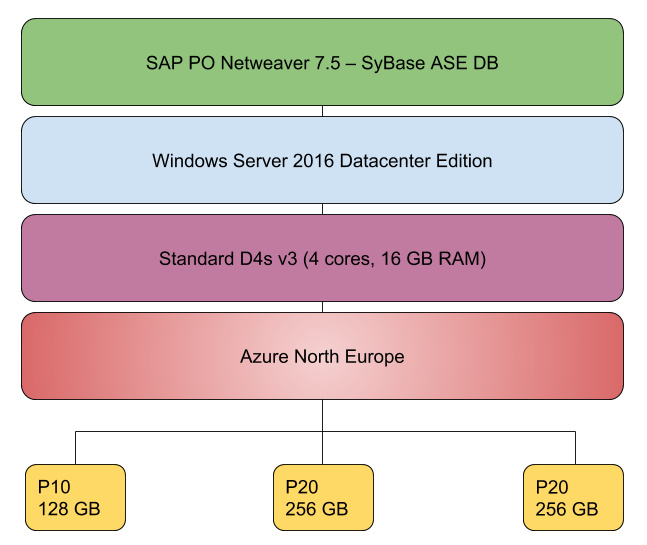 SAP PO Netweaver 7.5 – SyBase ASE DB
Windows Server 2016 Datacenter Edition
Standard D4s v3 (4 cores, 16 GB RAM)
Azure North Europe
P10
128 GB
P20
256 GB
P20
256 GB